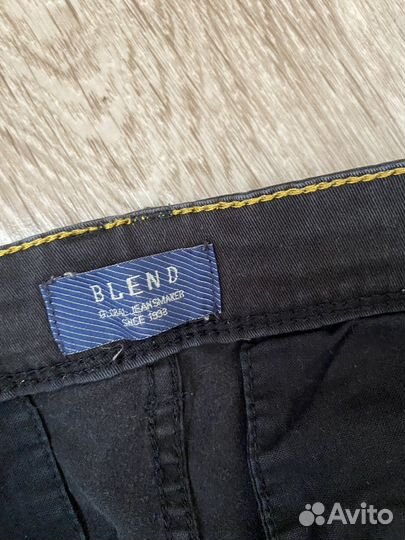 BLEND
GLOBAL JEANSMAKER
SINCE 1993
Avito